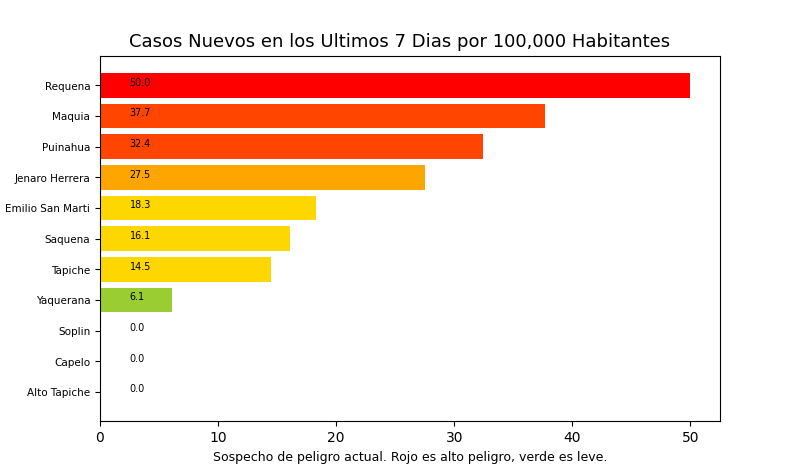 Casos Nuevos en los Ultimos 7 Dias por 100,000 Habitantes
Requena 50.0
Maquia 37.7
Puinahua 32.4
Jenaro Herrera 27.5
Emilio San Marti 18.3
Saquena 16.1
Tapiche 14.5
Yaquerana 6.1
Soplin 0.0
Capelo 0.0
Alto Tapiche 0.0
0 10 20 30 40 50
Sospecho de peligro actual. Rojo es alto peligro, verde es leve.